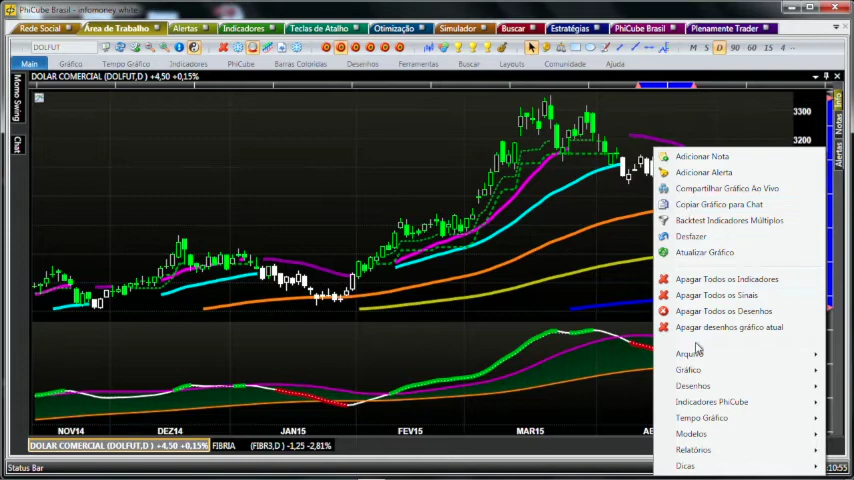 PhiCube Brasil - infomoney white
Rede Social
Área de Trabalho
Alertas
Indicadores
Teclas de Atalho
Otimização
Simulador
Buscar
Estratégias
PhiCube Brasil
Plenamente Trader
DOLFUT
M S D 90 60 15 4
Main
Gráfico
Tempo Gráfico
Indicadores
PhiCube
Barras Coloridas
Desenhos
Ferramentas
Buscar
Layouts
Comunidade
Ajuda
DOLAR COMERCIAL (DOLFUT,D ) +4,50 +0,15%
Momo Swing
Chat
Info
Notas
Alertas
3300
3200
Adicionar Nota
Adicionar Alerta
Compartilhar Gráfico Ao Vivo
Copiar Gráfico para Chat
Backtest Indicadores Múltiplos
Desfazer
Atualizar Gráfico
Apagar Todos os Indicadores
Apagar Todos os Sinais
Apagar Todos os Desenhos
Apagar desenhos gráfico atual
Arquivo
Gráfico
Desenhos
Indicadores PhiCube
Tempo Gráfico
Modelos
Relatórios
Dicas
NOV14 DEZ14 JAN15 FEV15 MAR15
DOLAR COMERCIAL (DOLFUT,D ) +4,50 +0,15%
FIBRIA (FIBR3,D ) -1,25 -2,81%
Status Bar
10:55